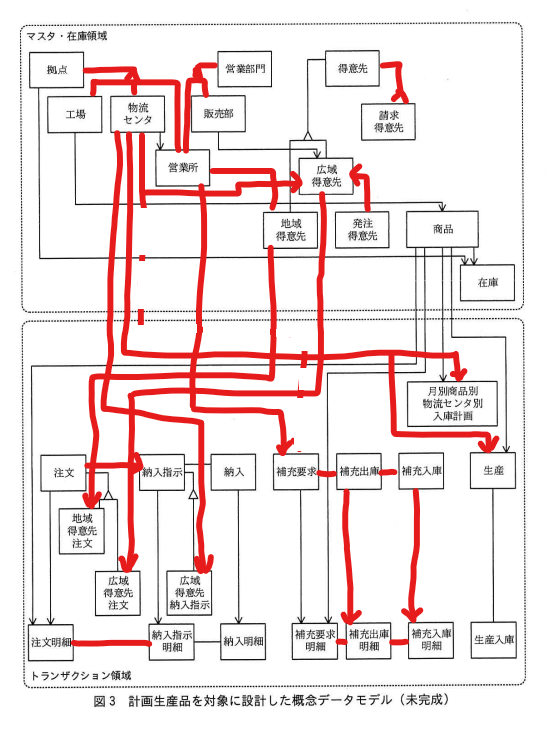 マスタ・在庫領域
拠点
営業部門
得意先
工場
物流
センタ
販売部
請求
得意先
営業所
広域
得意先
地域
得意先
発注
得意先
商品
在庫
月別商品別
物流センタ別
入庫計画
注文
納入指示
納入
補充要求
補充出庫
補充入庫
生産
地域
得意先
注文
広域
得意先
注文
広域
得意先
納入指示
注文明細
納入指示
明細
納入明細
補充要求
明細
補充出庫
明細
補充入庫
明細
生産入庫
トランザクション領域
図3 計画生産品を対象に設計した概念データモデル（未完成）